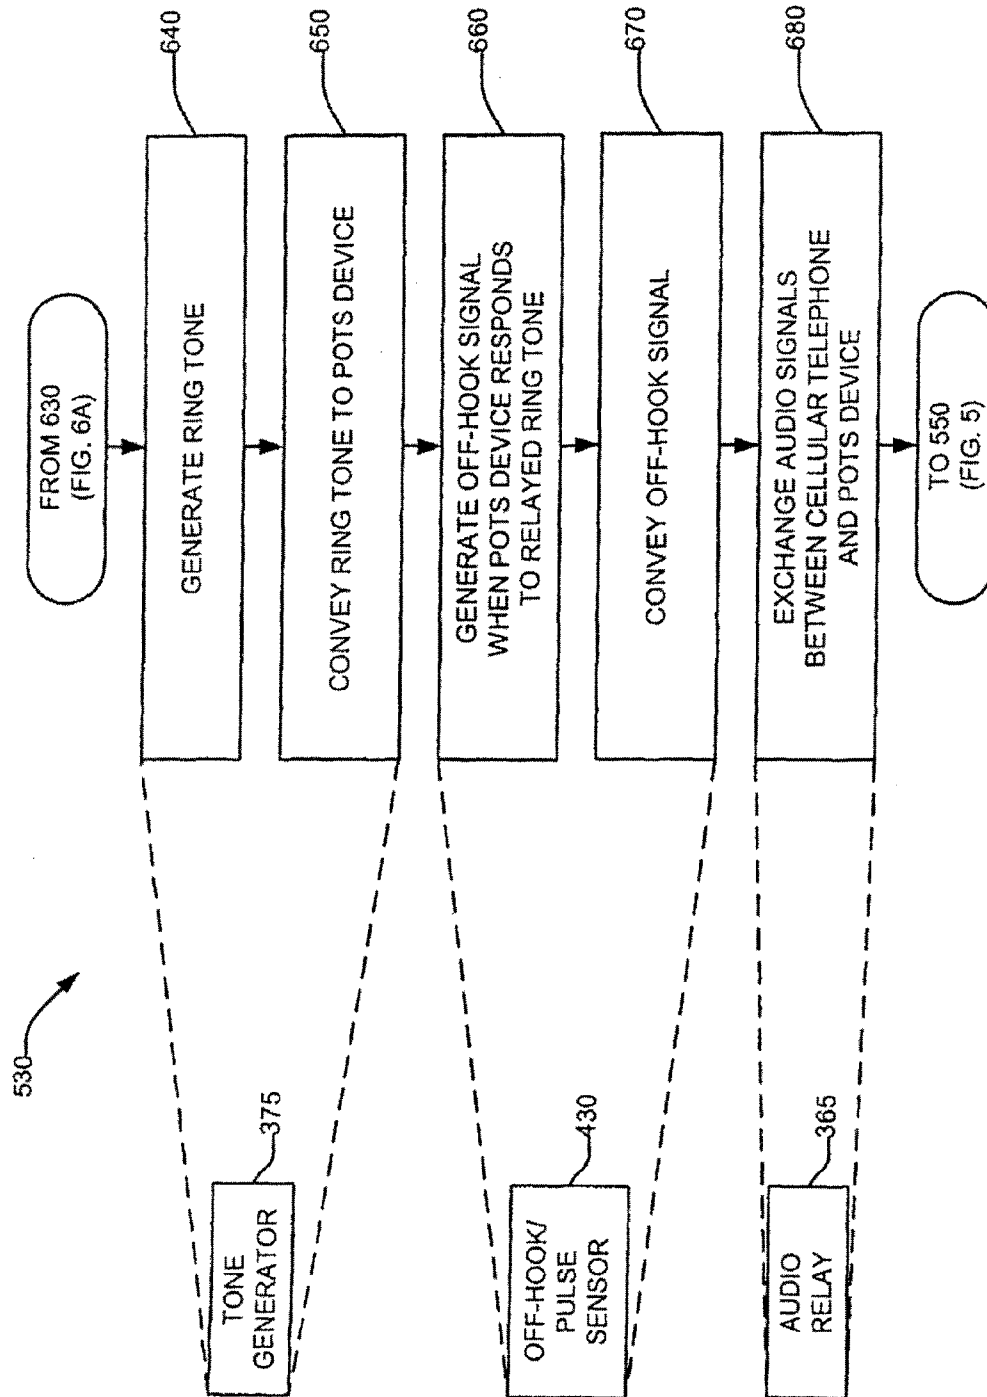 530
FROM 630
(FIG. 6A)
GENERATE RING TONE
640
CONVEY RING TONE TO POTS DEVICE
650
TONE
GENERATOR
375
GENERATE OFF-HOOK SIGNAL
WHEN POTS DEVICE RESPONDS
TO RELAYED RING TONE
660
CONVEY OFF-HOOK SIGNAL
670
OFF-HOOK/
PULSE
SENSOR
430
EXCHANGE AUDIO SIGNALS
BETWEEN CELLULAR TELEPHONE
AND POTS DEVICE
680
AUDIO
RELAY
365
TO 550
(FIG. 5)